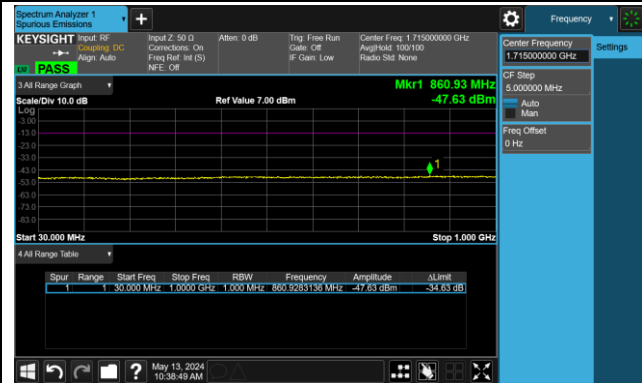 Spectrum Analyzer 1
Spurious Emissions
Frequency
KEYSIGHT
Input: RF
Coupling: DC
Align: Auto
Input Z: 50 Ω
Corrections: On
Freq Ref: Int (S)
NFE: Off
Atten: 0 dB
Trig: Free Run
Gate: Off
IF Gain: Low
Center Freq: 1.715000000 GHz
Avg|Hold: 100/100
Radio Std: None
PASS
Center Frequency
1.715000000 GHz
Settings
CF Step
5.000000 MHz
Auto
Man
Freq Offset
0 Hz
3 All Range Graph
Mkr1 860.93 MHz
Scale/Div 10.0 dB
Ref Value 7.00 dBm
-47.63 dBm
Log
-3.00
-13.0
-23.0
-33.0
-43.0
-53.0
-63.0
-73.0
-83.0
1
Start 30.000 MHz
Stop 1.000 GHz
4 All Range Table
Spur Range Start Freq Stop Freq RBW Frequency Amplitude ΔLimit
1 1 30.000 MHz 1.0000 GHz 1.000 MHz 860.9283136 MHz -47.63 dBm -34.63 dB
?
May 13, 2024
10:38:49 AM